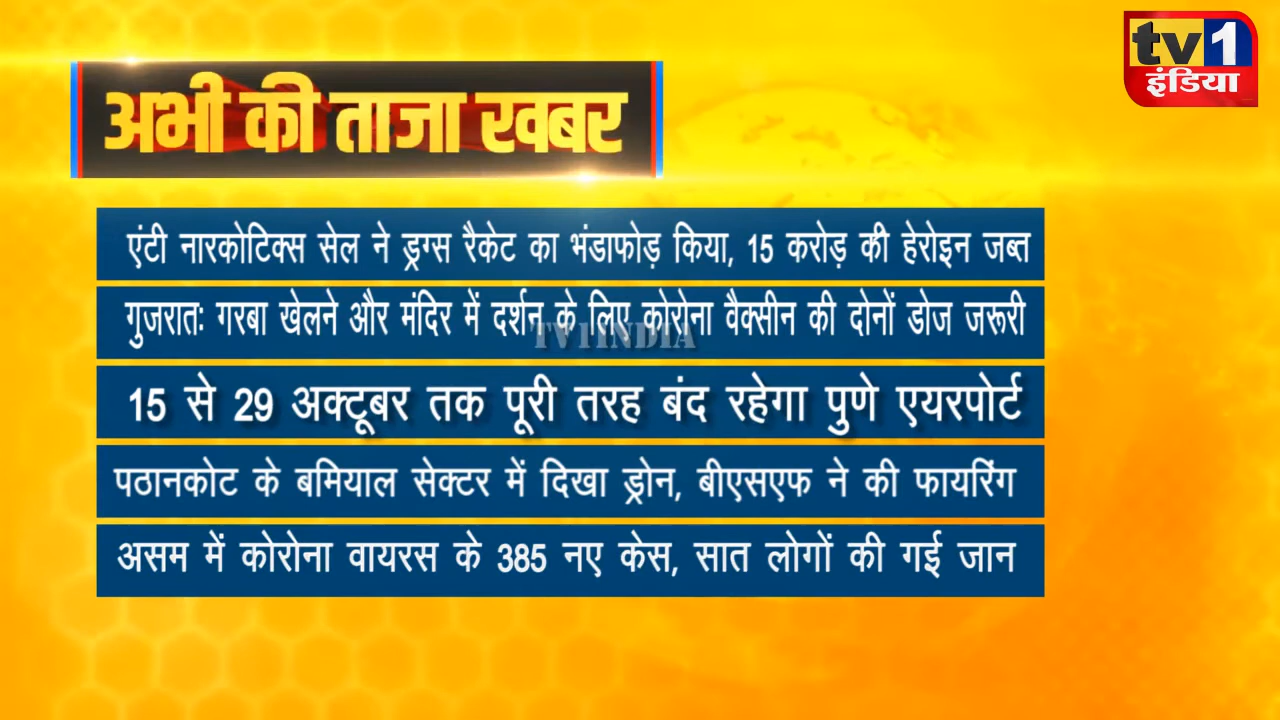 tv1
इंडिया
अभी की ताजा खबर
एंटी नारकोटिक्स सेल ने ड्रग्स रैकेट का भंडाफोड़ किया, 15 करोड़ की हेरोइन जब्त
गुजरातः गरबा खेलने और मंदिर में दर्शन के लिए कोरोना वैक्सीन की दोनों डोज जरूरी
TV1INDIA
15 से 29 अक्टूबर तक पूरी तरह बंद रहेगा पुणे एयरपोर्ट
पठानकोट के बमियाल सेक्टर में दिखा ड्रोन, बीएसएफ ने की फायरिंग
असम में कोरोना वायरस के 385 नए केस, सात लोगों की गई जान